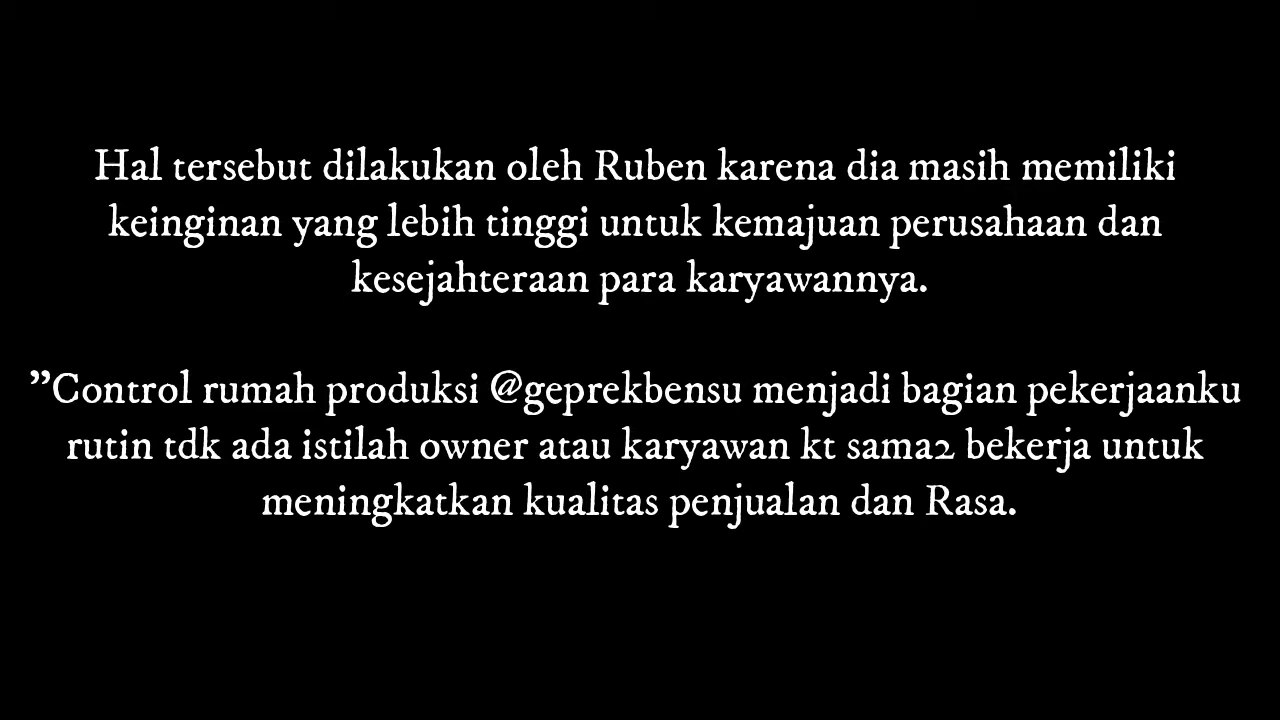 Hal tersebut dilakukan oleh Ruben karena dia masih memiliki
keinginan yang lebih tinggi untuk kemajuan perusahaan dan
kesejahteraan para karyawannya.
"Control rumah produksi @geprekbensu menjadi bagian pekerjaanku
rutin tdk ada istilah owner atau karyawan kt sama2 bekerja untuk
meningkatkan kualitas penjualan dan Rasa.